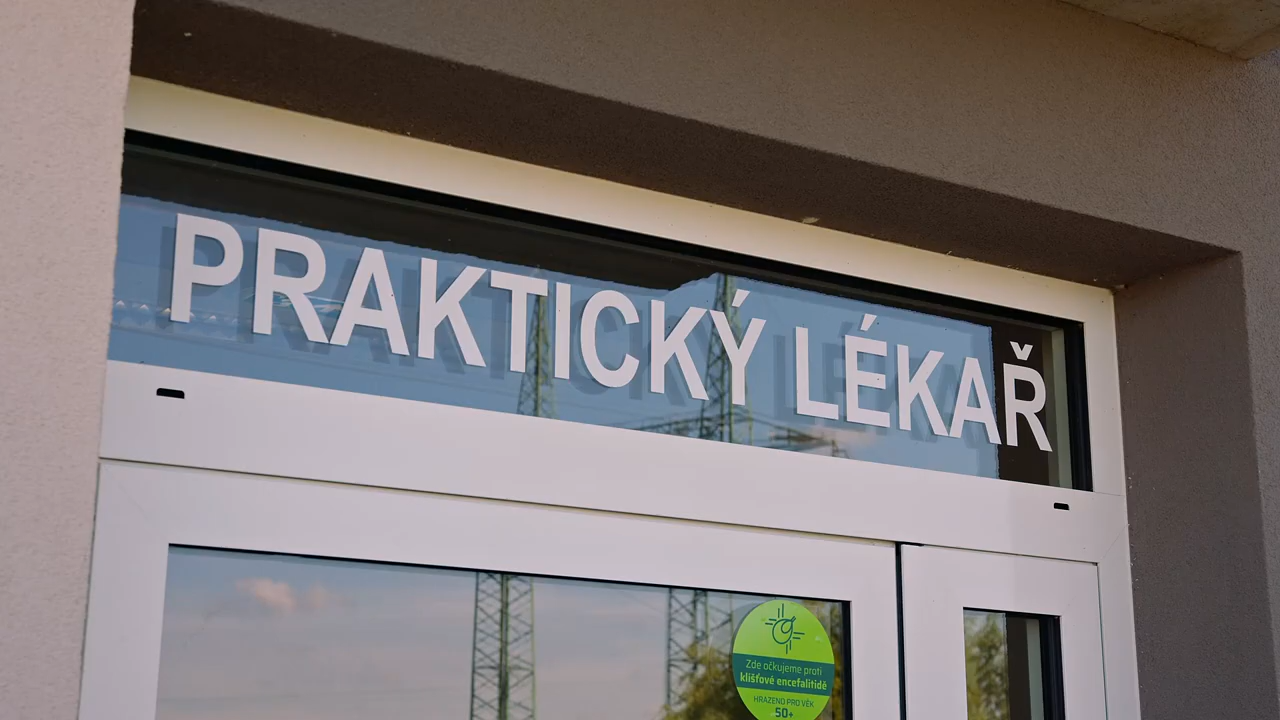 PRAKTICKÝ LÉKAŘ
Zde očkujeme proti
klíšťové encefalitidě
HRAZENO PRO VĚK
50+